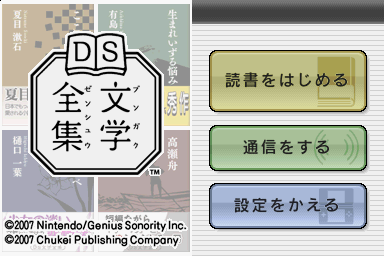 夏目漱石
こころ
有島
生まれいずる悩み
DS
文学全集
ブンガク
ゼンシュウ
TM
夏目
秀作
樋口一葉
高瀬舟
©2007 Nintendo/Genius Sonority Inc.
©2007 Chukei Publishing Company
読書をはじめる
通信をする
設定をかえる